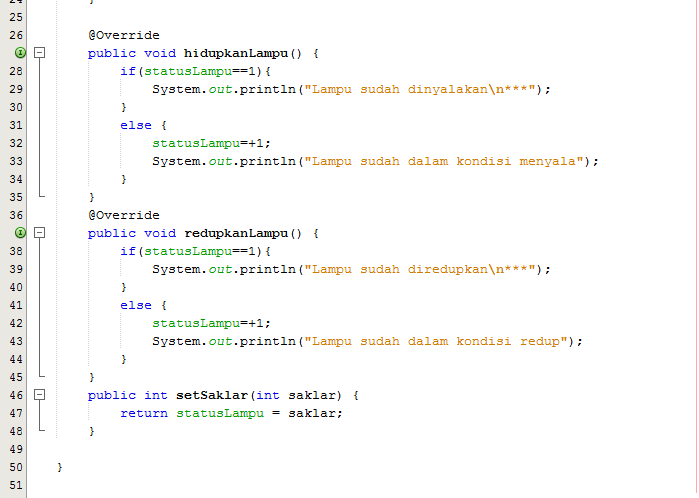 24 }
25
26 @Override
public void hidupkanLampu() {
28 if(statusLampu==1){
29 System.out.println("Lampu sudah dinyalakan\n***");
30 }
31 else {
32 statusLampu=+1;
33 System.out.println("Lampu sudah dalam kondisi menyala");
34 }
35 }
36 @Override
public void redupkanLampu() {
38 if(statusLampu==1){
39 System.out.println("Lampu sudah diredupkan\n***");
40 }
41 else {
42 statusLampu=+1;
43 System.out.println("Lampu sudah dalam kondisi redup");
44 }
45 }
46 public int setSaklar(int saklar) {
47 return statusLampu = saklar;
48 }
49
50 }
51